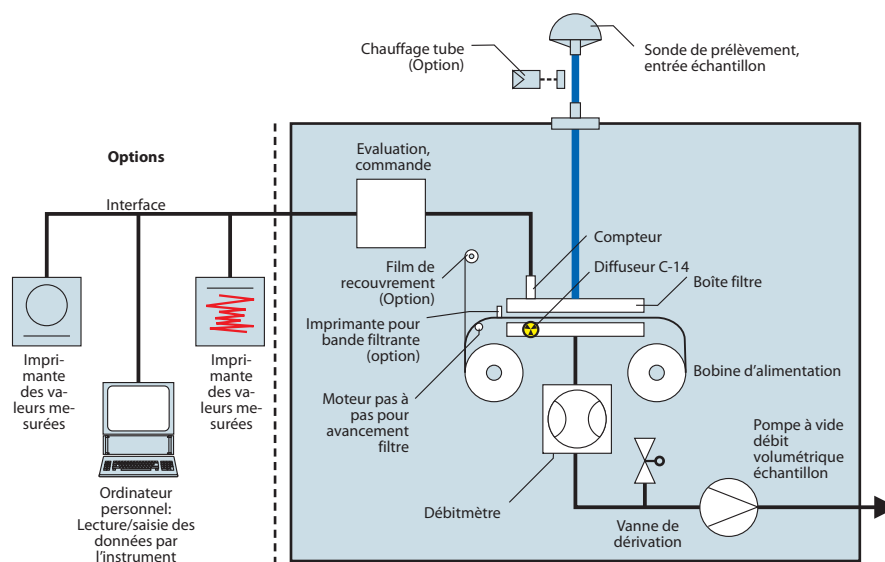 Chauffage tube
(Option)
Sonde de prélèvement,
entrée échantillon
Options
Evaluation,
commande
Interface
Compteur
Film de
recouvrement
(Option)
Diffuseur C-14
Boîte filtre
Imprimante pour
bande filtrante
(option)
Impri-
mante
des va-
leurs me-
surées
Impri-
mante
des va-
leurs me-
surées
Bobine d’alimentation
Moteur pas à
pas pour
avancement
filtre
Pompe à vide
débit
volumétrique
échantillon
Ordinateur
personnel:
Lecture/saisie des
données par
l’instrument
Débitmètre
Vanne de
dérivation